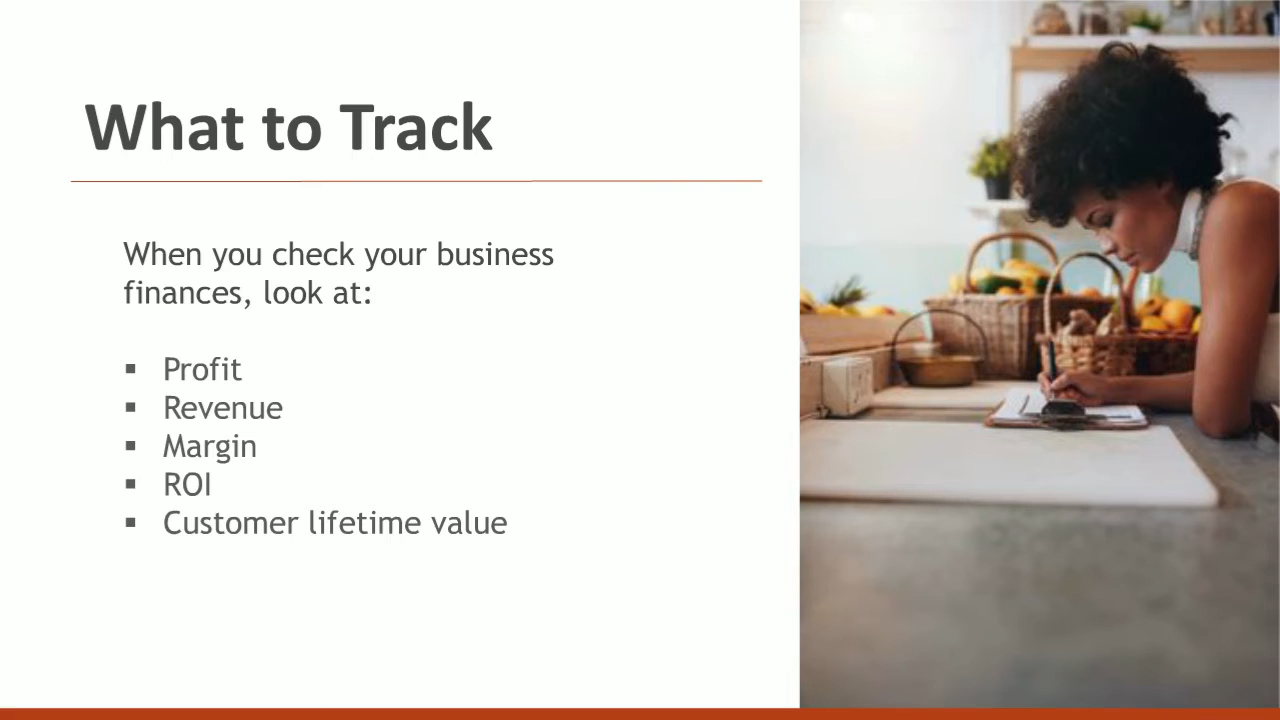 What to Track
When you check your business
finances, look at:
▪ Profit
▪ Revenue
▪ Margin
▪ ROI
▪ Customer lifetime value